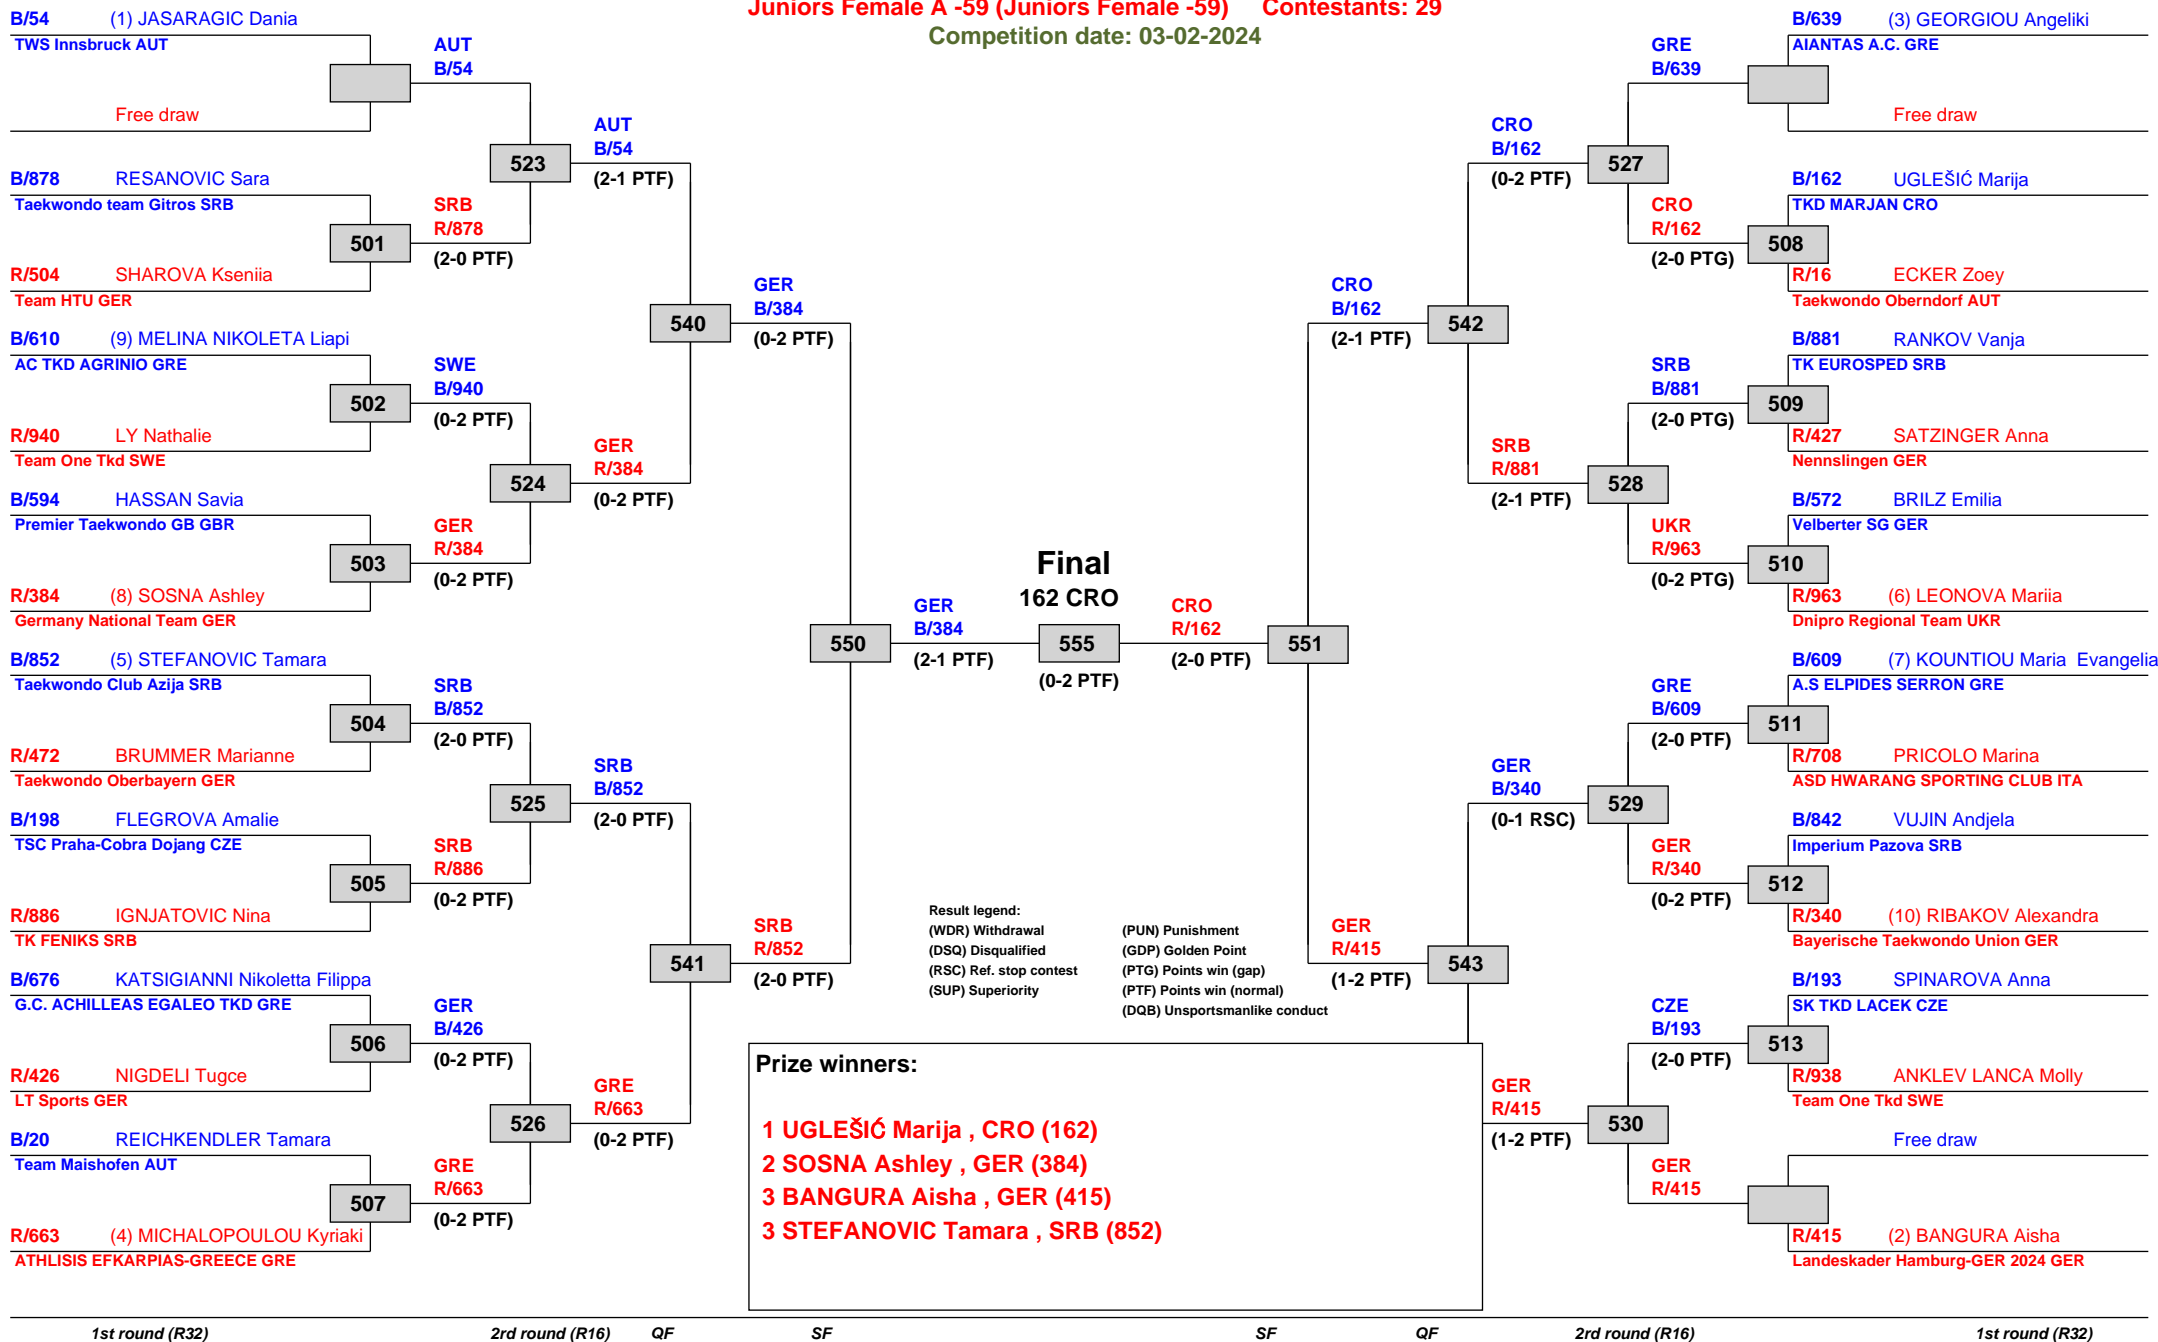 Juniors Female A -59 (Juniors Female -59) Contestants: 29
Competition date: 03-02-2024
B/54 (1) JASARAGIC Dania
TWS Innsbruck AUT
Free draw
B/878 RESANOVIC Sara
Taekwondo team Gitros SRB
501
R/504 SHAROVA Kseniia
Team HTU GER
B/610 (9) MELINA NIKOLETA Liapi
AC TKD AGRINIO GRE
502
R/940 LY Nathalie
Team One Tkd SWE
B/594 HASSAN Savia
Premier Taekwondo GB GBR
503
R/384 (8) SOSNA Ashley
Germany National Team GER
B/852 (5) STEFANOVIC Tamara
Taekwondo Club Azija SRB
504
R/472 BRUMMER Marianne
Taekwondo Oberbayern GER
B/198 FLEGROVA Amalie
TSC Praha-Cobra Dojang CZE
505
R/886 IGNJATOVIC Nina
TK FENIKS SRB
B/676 KATSIGIANNI Nikoletta Filippa
G.C. ACHILLEAS EGALEO TKD GRE
506
R/426 NIGDELI Tugce
LT Sports GER
B/20 REICHKENDLER Tamara
Team Maishofen AUT
507
R/663 (4) MICHALOPOULOU Kyriaki
ATHLISIS EFKARPIAS-GREECE GRE
AUT
B/54
523
SRB
R/878
(2-0 PTF)
SWE
B/940
(0-2 PTF)
524
GER
R/384
(0-2 PTF)
SRB
B/852
(2-0 PTF)
525
SRB
R/886
(0-2 PTF)
GER
B/426
(0-2 PTF)
526
GRE
R/663
(0-2 PTF)
AUT
B/54
(2-1 PTF)
540
GER
R/384
(0-2 PTF)
SRB
B/852
(2-0 PTF)
541
GRE
R/663
(0-2 PTF)
GER
B/384
(0-2 PTF)
550
SRB
R/852
(2-0 PTF)
GER
B/384
(2-1 PTF)
Final
162 CRO
555
(0-2 PTF)
CRO
R/162
(2-0 PTF)
551
CRO
B/162
(2-1 PTF)
542
GER
R/415
(1-2 PTF)
543
CRO
B/162
(0-2 PTF)
527
SRB
R/881
(2-1 PTF)
528
GER
B/340
(0-1 RSC)
529
GER
R/415
(1-2 PTF)
530
GRE
B/639
CRO
R/162
(2-0 PTG)
SRB
B/881
(2-0 PTG)
UKR
R/963
(0-2 PTG)
GRE
B/609
(2-0 PTF)
GER
R/340
(0-2 PTF)
CZE
B/193
(2-0 PTF)
GER
R/415
B/639 (3) GEORGIOU Angeliki
AIANTAS A.C. GRE
Free draw
B/162 UGLEŠIĆ Marija
TKD MARJAN CRO
508
R/16 ECKER Zoey
Taekwondo Oberndorf AUT
B/881 RANKOV Vanja
TK EUROSPED SRB
509
R/427 SATZINGER Anna
Nennslingen GER
B/572 BRILZ Emilia
Velberter SG GER
510
R/963 (6) LEONOVA Mariia
Dnipro Regional Team UKR
B/609 (7) KOUNTIOU Maria Evangelia
A.S ELPIDES SERRON GRE
511
R/708 PRICOLO Marina
ASD HWARANG SPORTING CLUB ITA
B/842 VUJIN Andjela
Imperium Pazova SRB
512
R/340 (10) RIBAKOV Alexandra
Bayerische Taekwondo Union GER
B/193 SPINAROVA Anna
SK TKD LACEK CZE
513
R/938 ANKLEV LANCA Molly
Team One Tkd SWE
Free draw
R/415 (2) BANGURA Aisha
Landeskader Hamburg-GER 2024 GER
Result legend:
(WDR) Withdrawal (PUN) Punishment
(DSQ) Disqualified (GDP) Golden Point
(RSC) Ref. stop contest (PTG) Points win (gap)
(SUP) Superiority (PTF) Points win (normal)
(DQB) Unsportsmanlike conduct
Prize winners:
1 UGLEŠIĆ Marija , CRO (162)
2 SOSNA Ashley , GER (384)
3 BANGURA Aisha , GER (415)
3 STEFANOVIC Tamara , SRB (852)
1st round (R32) 2rd round (R16) QF SF SF QF 2rd round (R16) 1st round (R32)